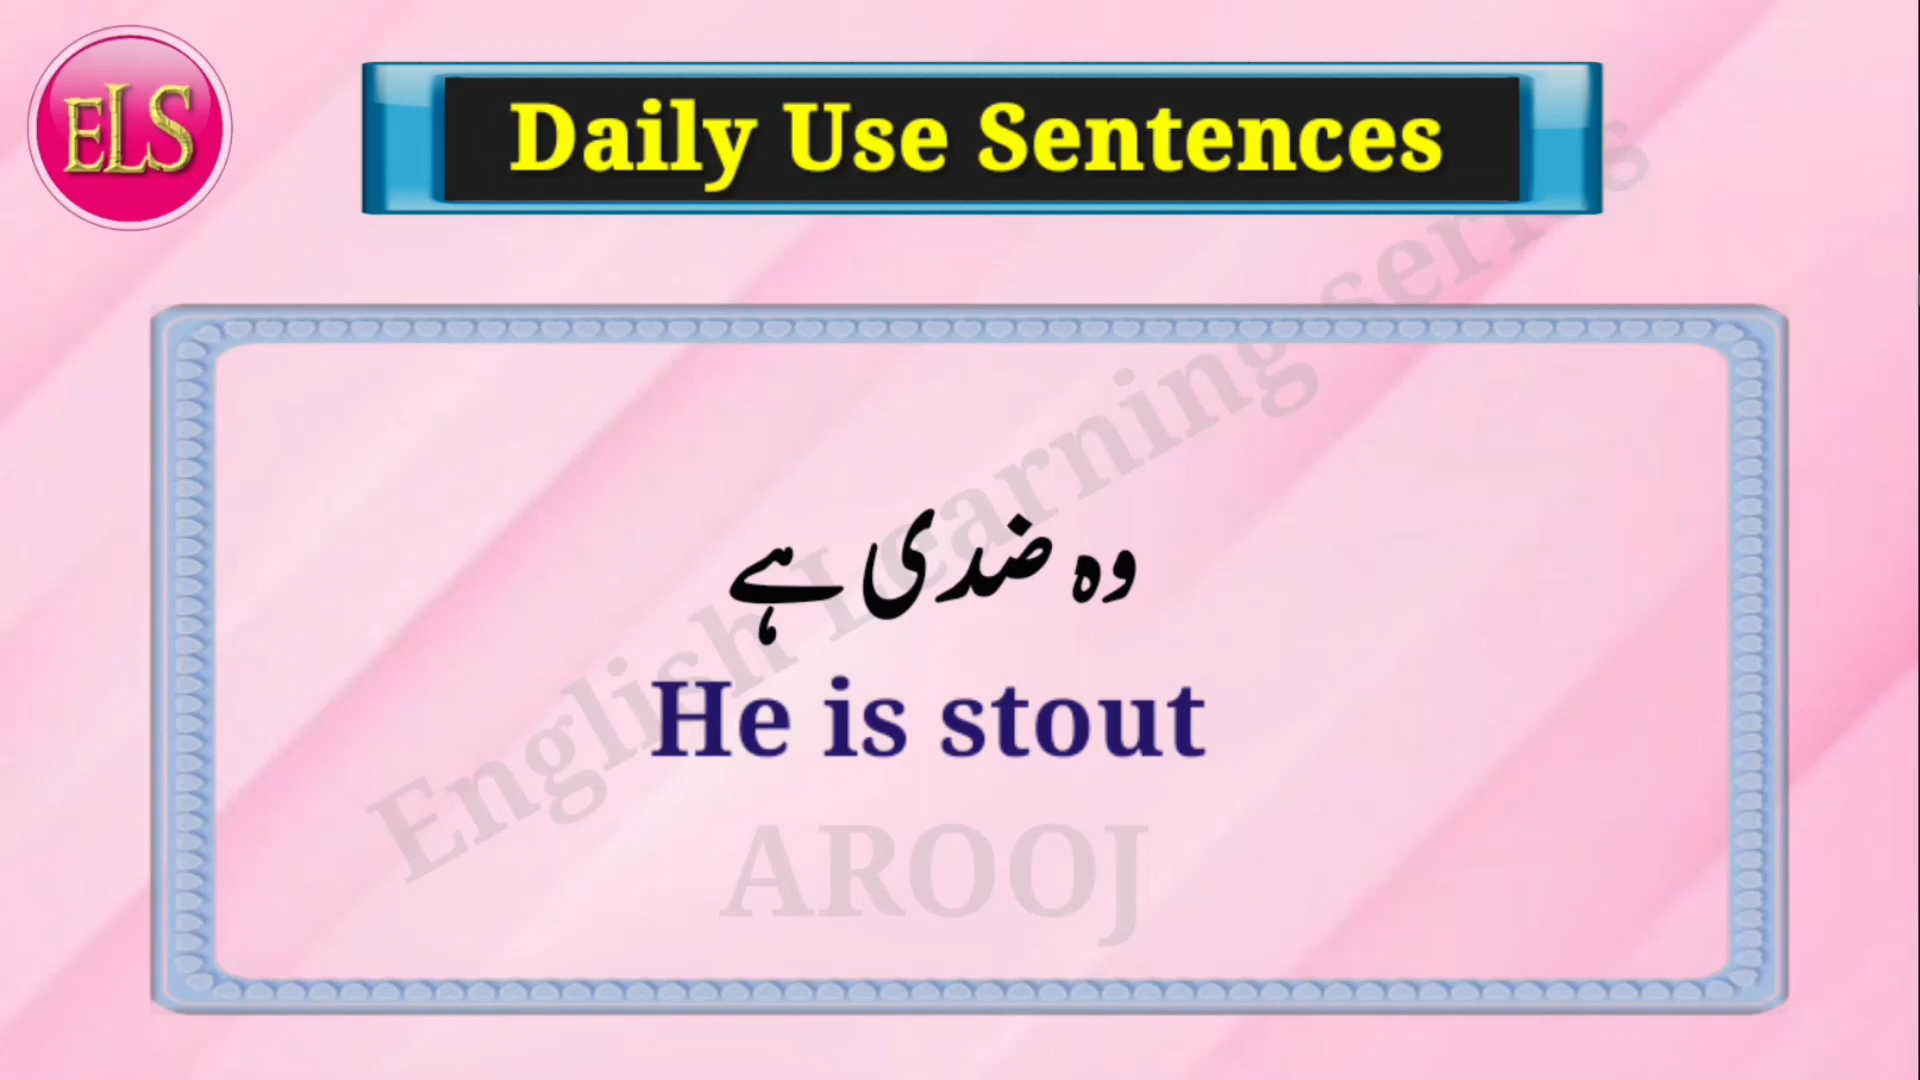 ELS
Daily Use Sentences
وہ ضدی ہے
He is stout
AROOJ
English Learning series